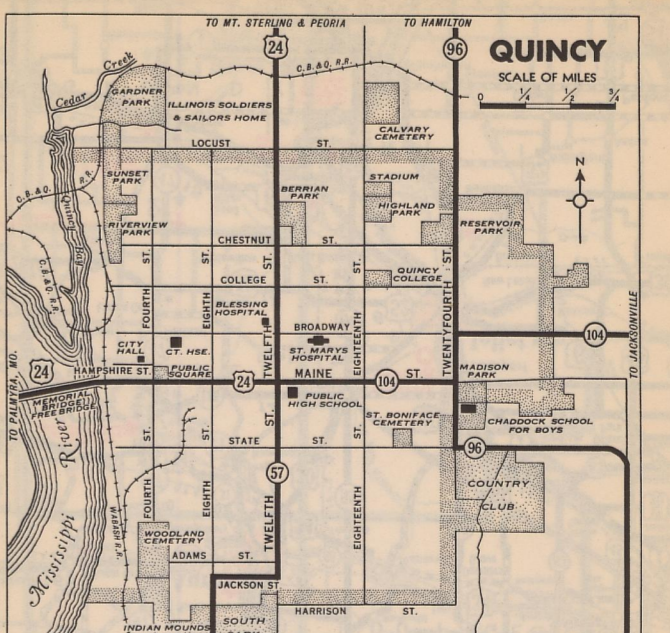 TO MT. STERLING & PEORIA
TO HAMILTON
24
96
QUINCY
SCALE OF MILES
0 1/4 1/2 3/4
C.B.&Q. R.R.
Cedar Creek
GARDNER
PARK
ILLINOIS SOLDIERS
& SAILORS HOME
CALVARY
CEMETERY
LOCUST ST.
N
SUNSET
PARK
STADIUM
BERRIAN
PARK
HIGHLAND
PARK
C.B.&Q. R.R.
Quincy Bay
RIVERVIEW
PARK
RESERVOIR
PARK
CHESTNUT ST.
C.B.&Q. R.R.
COLLEGE ST.
QUINCY
COLLEGE
FOURTH ST.
EIGHTH ST.
TWELFTH ST.
EIGHTEENTH ST.
TWENTYFOURTH ST.
BLESSING
HOSPITAL
BROADWAY
104
TO JACKSONVILLE
CITY
HALL
CT. HSE.
ST. MARYS
HOSPITAL
24
HAMPSHIRE ST.
PUBLIC
SQUARE
24
MAINE ST.
104
MADISON
PARK
TO PALMYRA, MO.
MEMORIAL
BRIDGE
FREE BRIDGE
PUBLIC
HIGH SCHOOL
ST. BONIFACE
CEMETERY
CHADDOCK SCHOOL
FOR BOYS
STATE ST.
96
57
COUNTRY
CLUB
FOURTH ST.
EIGHTH ST.
TWELFTH ST.
EIGHTEENTH ST.
Mississippi River
WABASH R.R.
WOODLAND
CEMETERY
ADAMS ST.
JACKSON ST.
HARRISON ST.
INDIAN MOUNDS
SOUTH
PARK